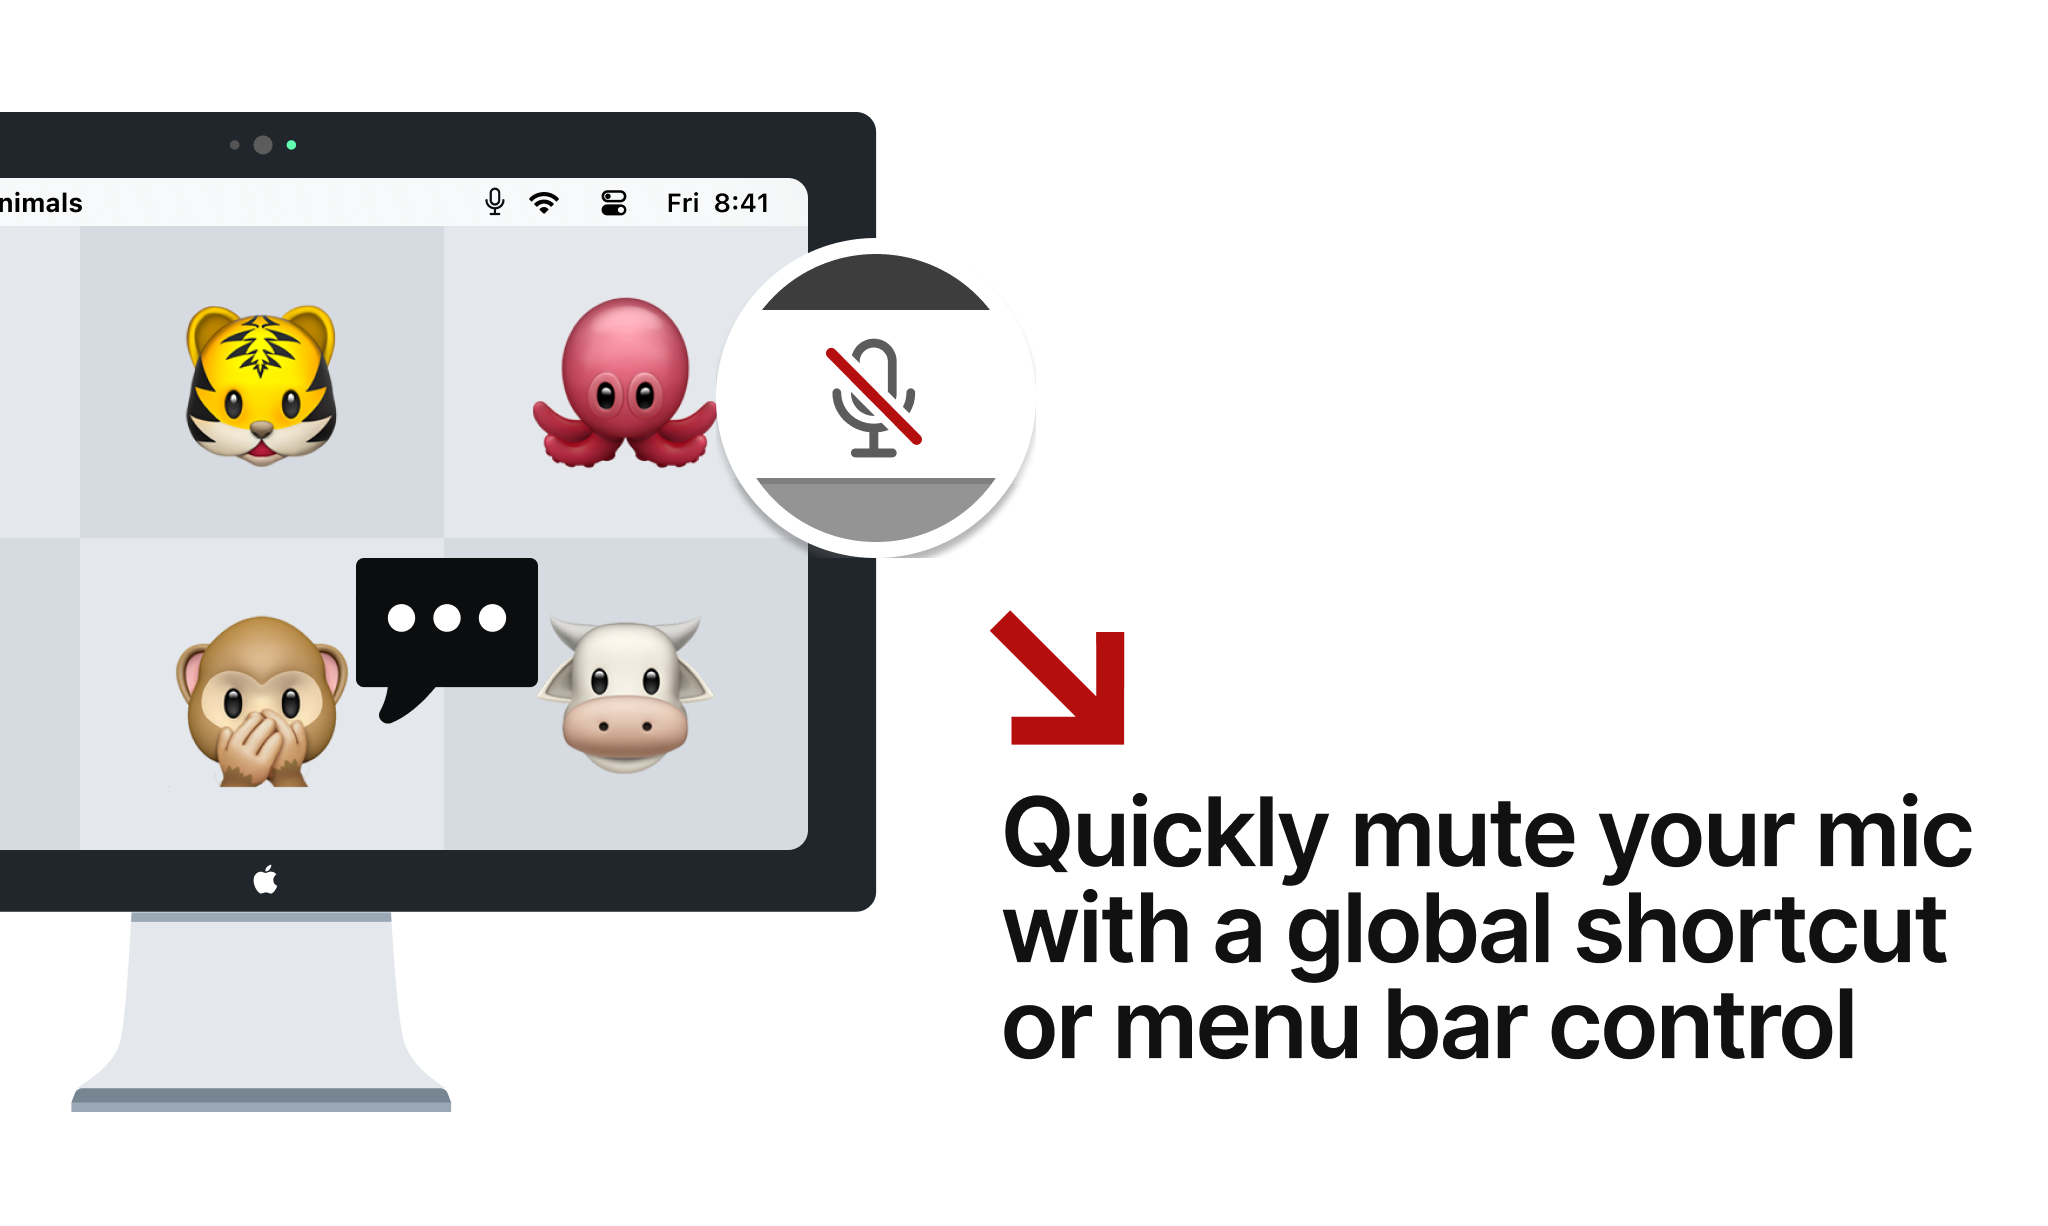 nimals
Fri 8:41
Quickly mute your mic
with a global shortcut
or menu bar control